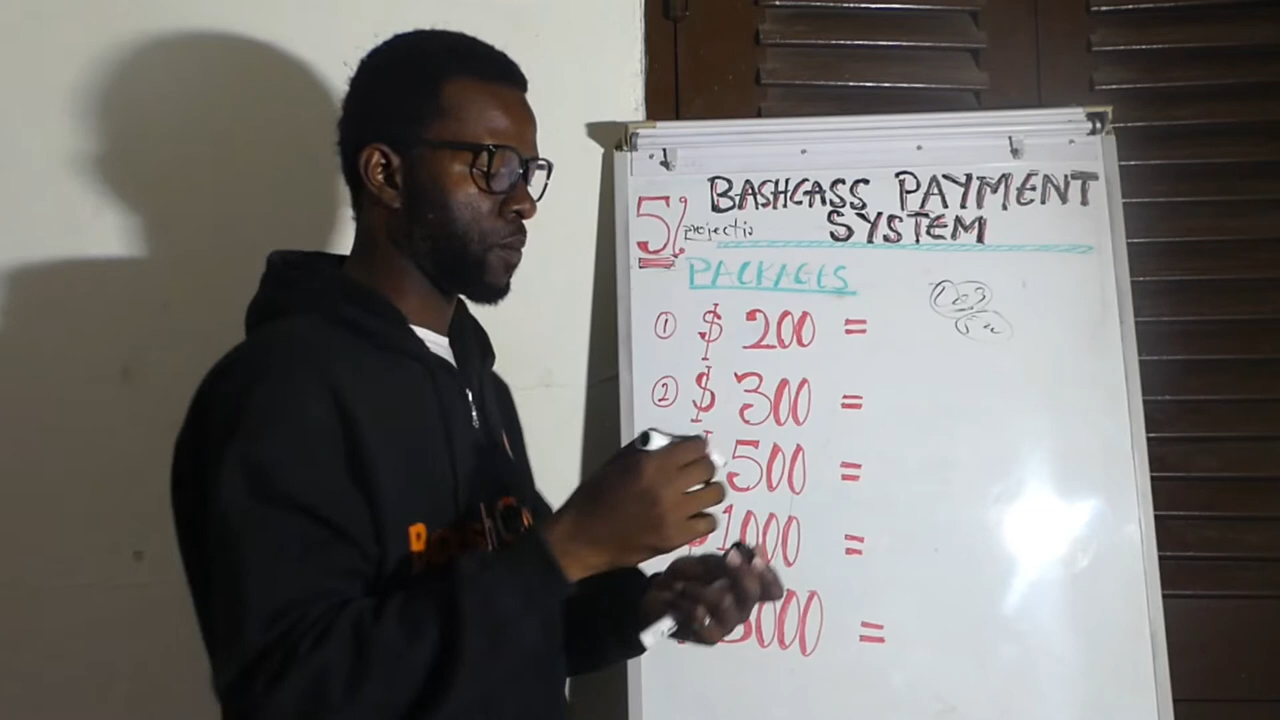 BASHCASS PAYMENT
SYSTEM
5% projectio
PACKAGES
① $ 200 =
② $ 300 =
500 =
$ 1000 =
000 =